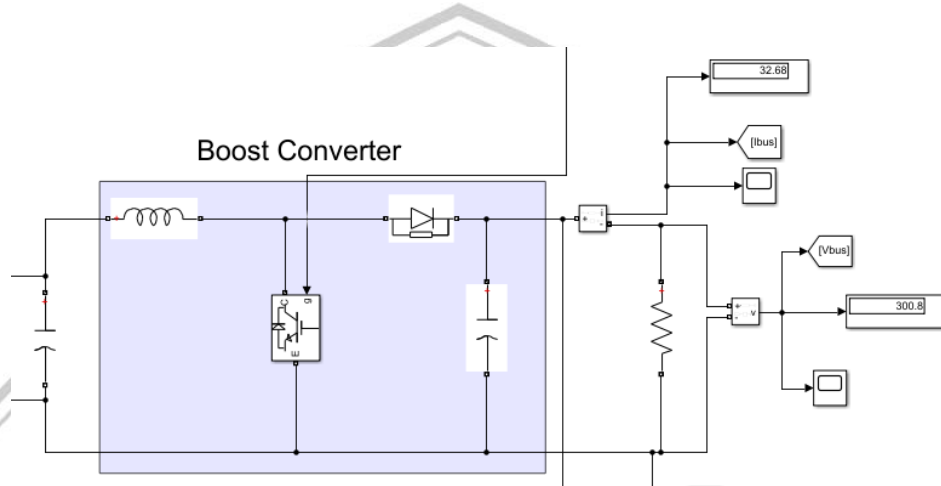 32.68
Boost Converter
[Ibus]
i
+
-
[Vbus]
g
C
300.8
+
-
v
E